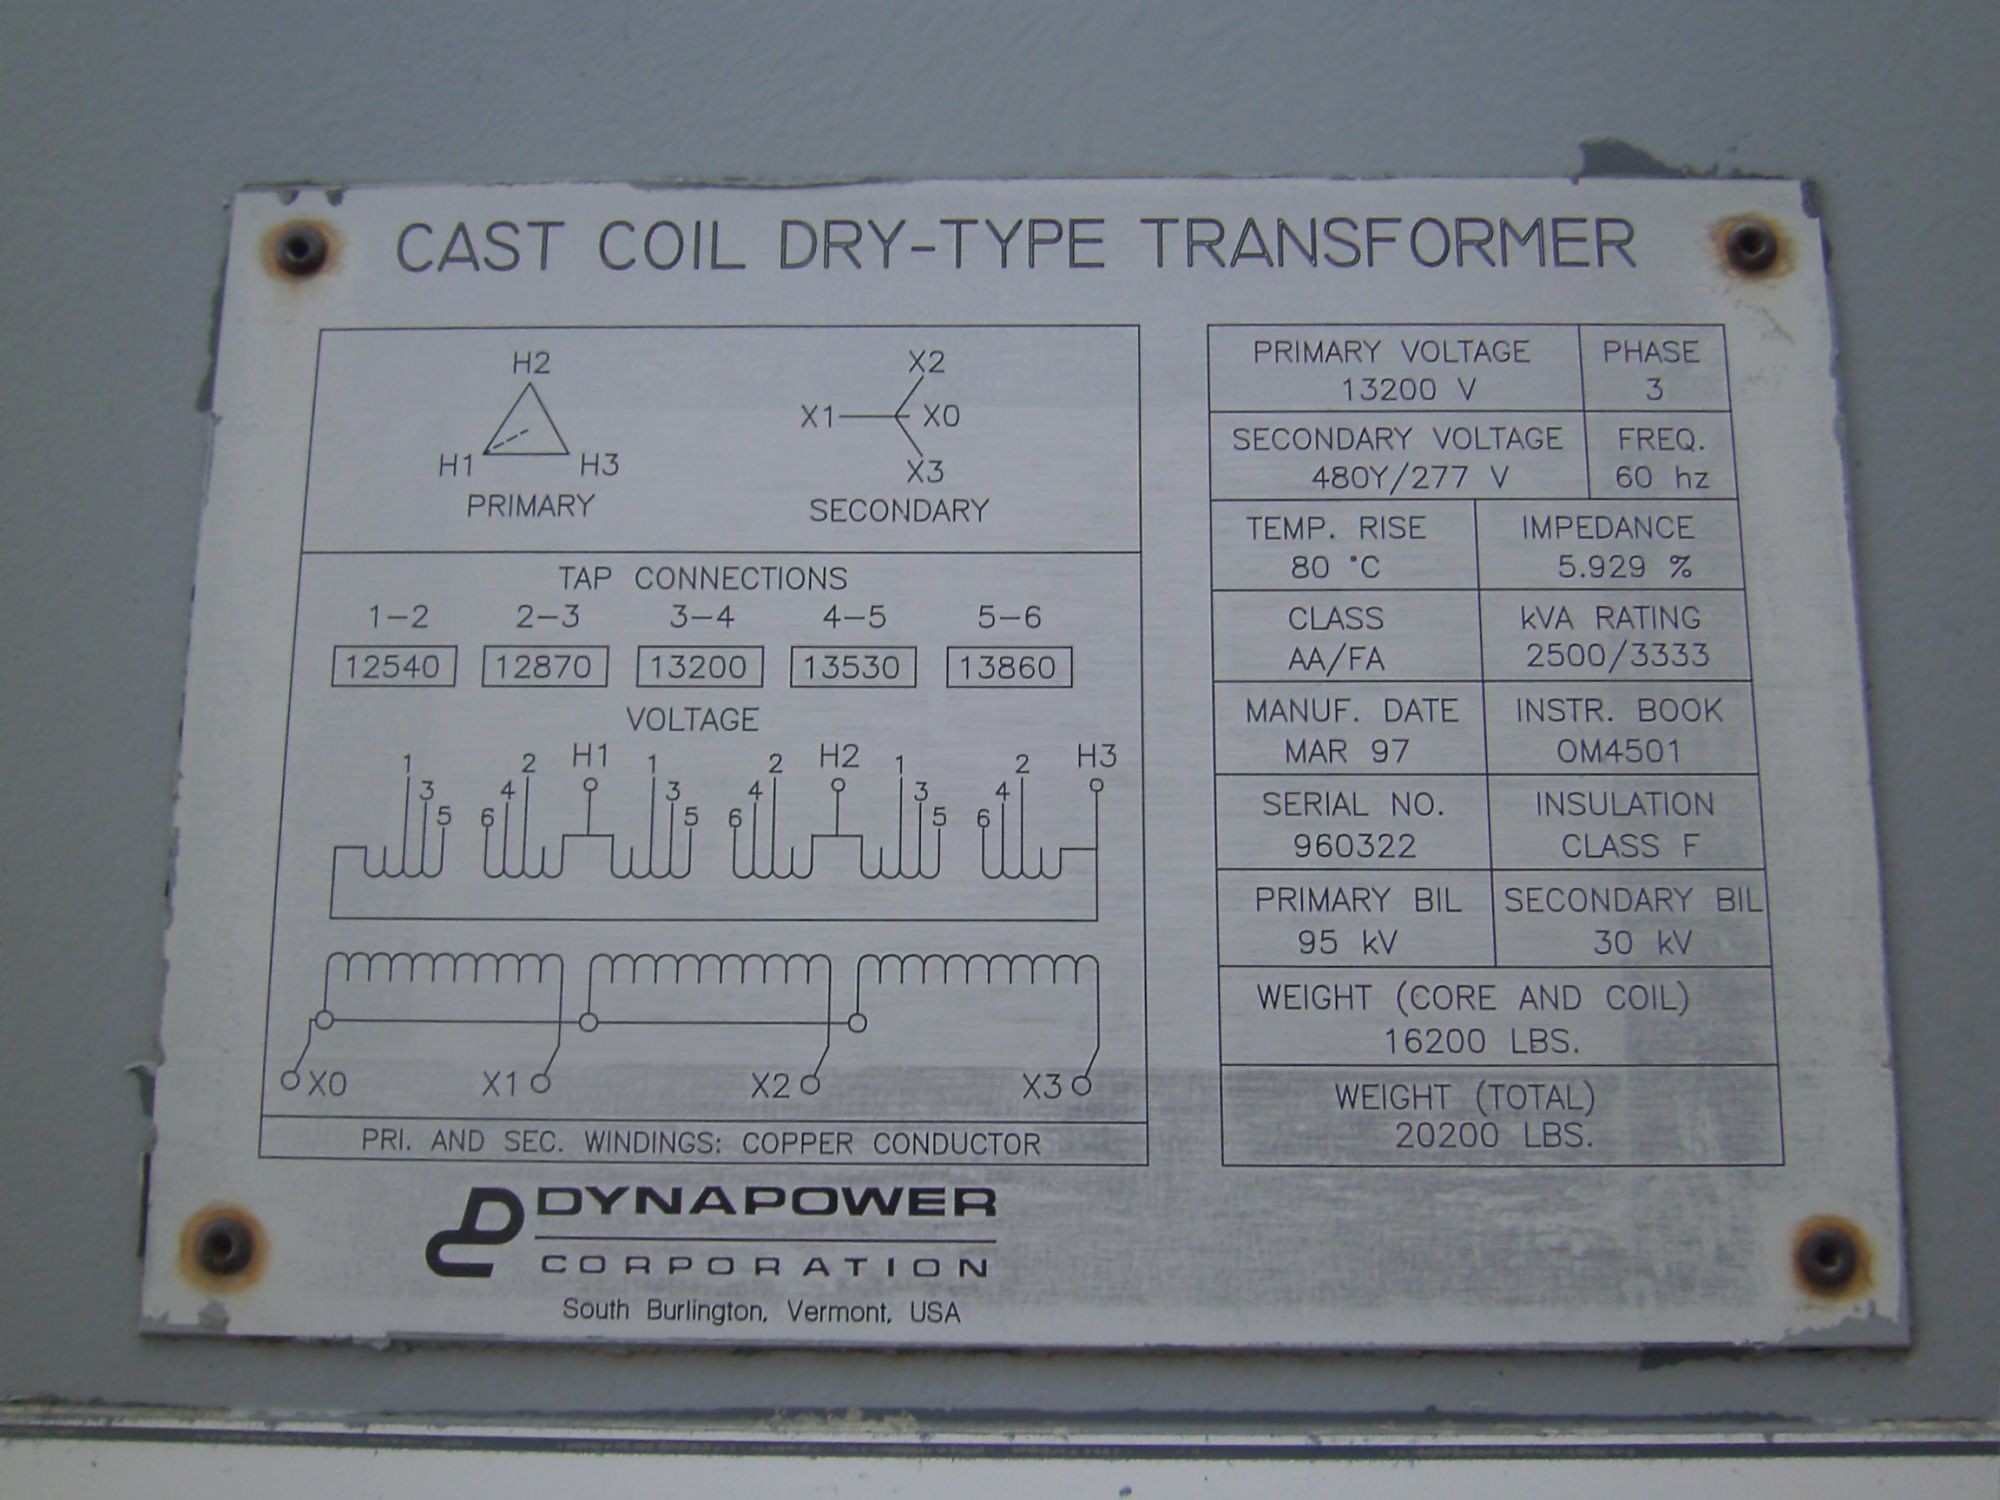 CAST COIL DRY-TYPE TRANSFORMER
H2
H1 H3
PRIMARY
X2
X1 X0
X3
SECONDARY
TAP CONNECTIONS
1-2 2-3 3-4 4-5 5-6
12540 12870 13200 13530 13860
VOLTAGE
1 3 5 6 4 2 H1 1 3 5 6 4 2 H2 1 3 5 6 4 2 H3
X0 X1 X2 X3
PRI. AND SEC. WINDINGS: COPPER CONDUCTOR
PRIMARY VOLTAGE
13200 V
PHASE
3
SECONDARY VOLTAGE
480Y/277 V
FREQ.
60 hz
TEMP. RISE
80 °C
IMPEDANCE
5.929 %
CLASS
AA/FA
kVA RATING
2500/3333
MANUF. DATE
MAR 97
INSTR. BOOK
OM4501
SERIAL NO.
960322
INSULATION
CLASS F
PRIMARY BIL
95 kV
SECONDARY BIL
30 kV
WEIGHT (CORE AND COIL)
16200 LBS.
WEIGHT (TOTAL)
20200 LBS.
DYNAPOWER
CORPORATION
South Burlington, Vermont, USA